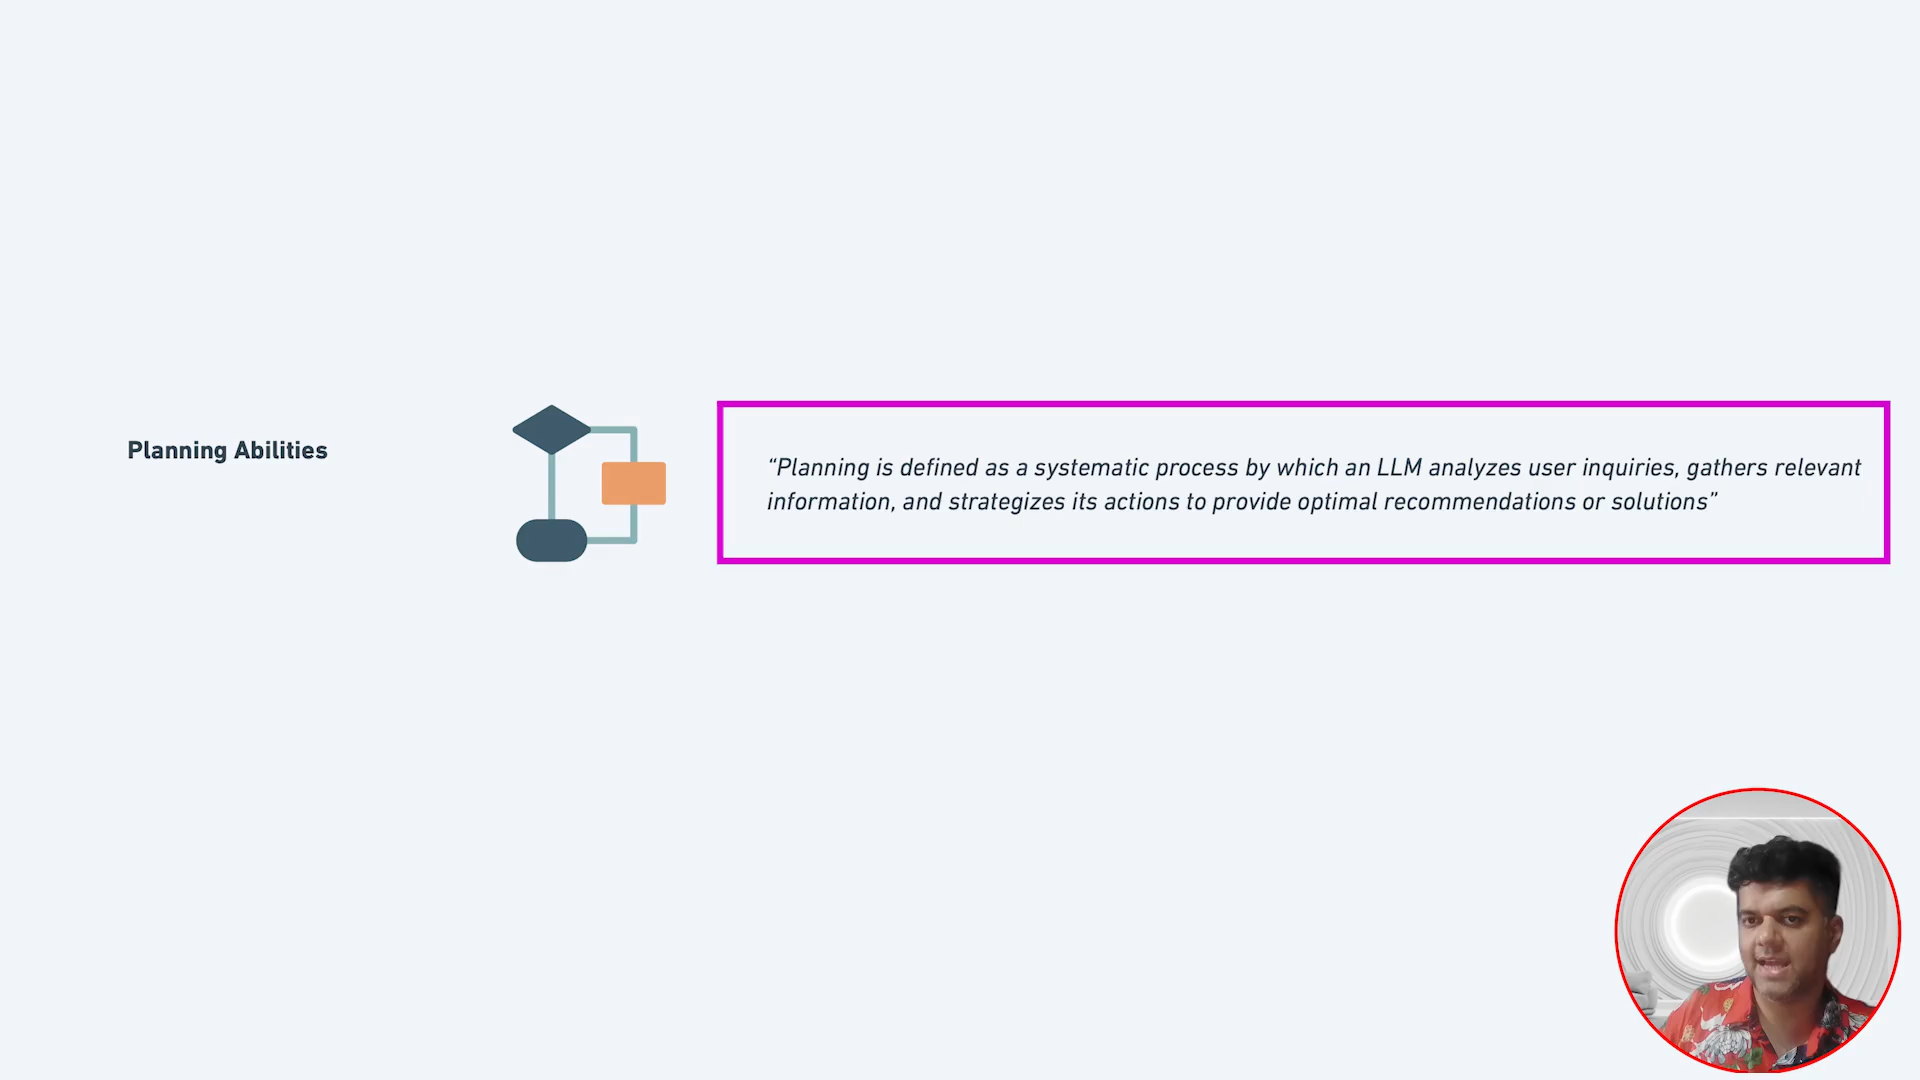 Planning Abilities
“Planning is defined as a systematic process by which an LLM analyzes user inquiries, gathers relevant
information, and strategizes its actions to provide optimal recommendations or solutions”